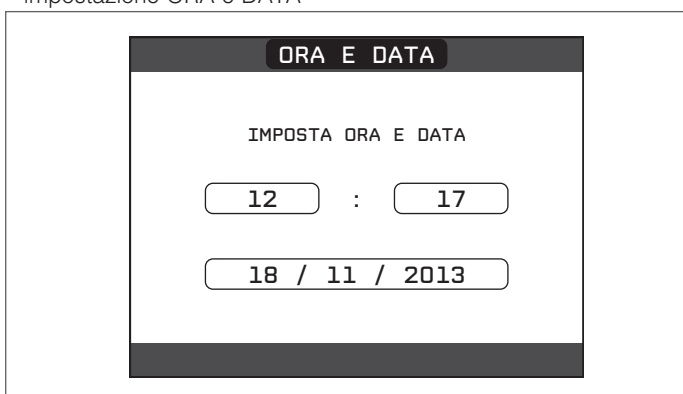 impostazione ORA e DATA
ORA E DATA
IMPOSTA ORA E DATA
12 : 17
18 / 11 / 2013